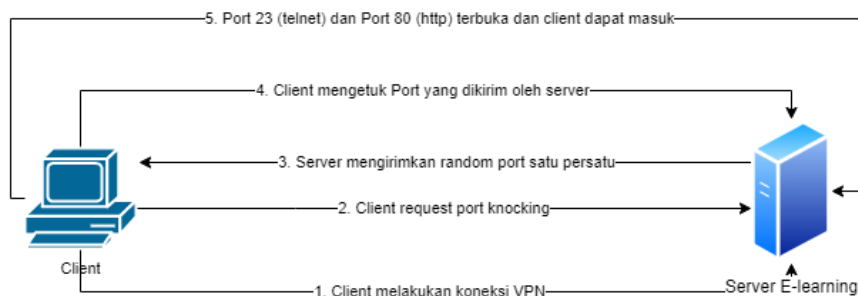 5. Port 23 (telnet) dan Port 80 (http) terbuka dan client dapat masuk
4. Client mengetuk Port yang dikirim oleh server
3. Server mengirimkan random port satu persatu
2. Client request port knocking
Client
1. Client melakukan koneksi VPN
Server E-learning